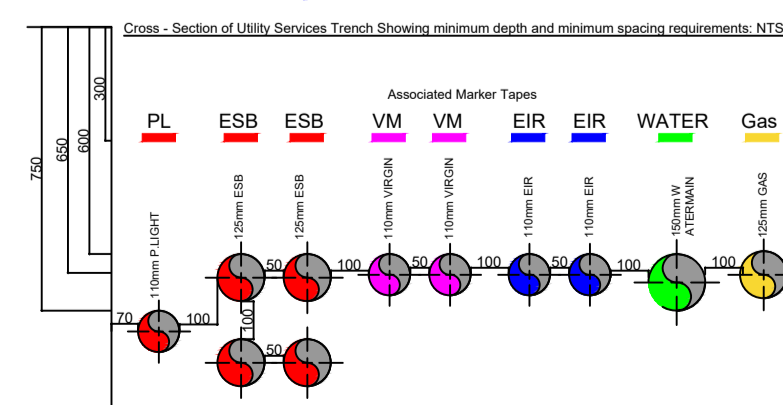 Cross - Section of Utility Services Trench Showing minimum depth and minimum spacing requirements: NTS
Associated Marker Tapes
PL ESB ESB VM VM EIR EIR WATER Gas
300
600
650
750
110mm P.LIGHT
125mm ESB
125mm ESB
110mm VIRGIN
110mm VIRGIN
110mm EIR
110mm EIR
150mm W
ATERMAIN
125mm GAS
70 100 50 100 50 100 50 100 100
100
50